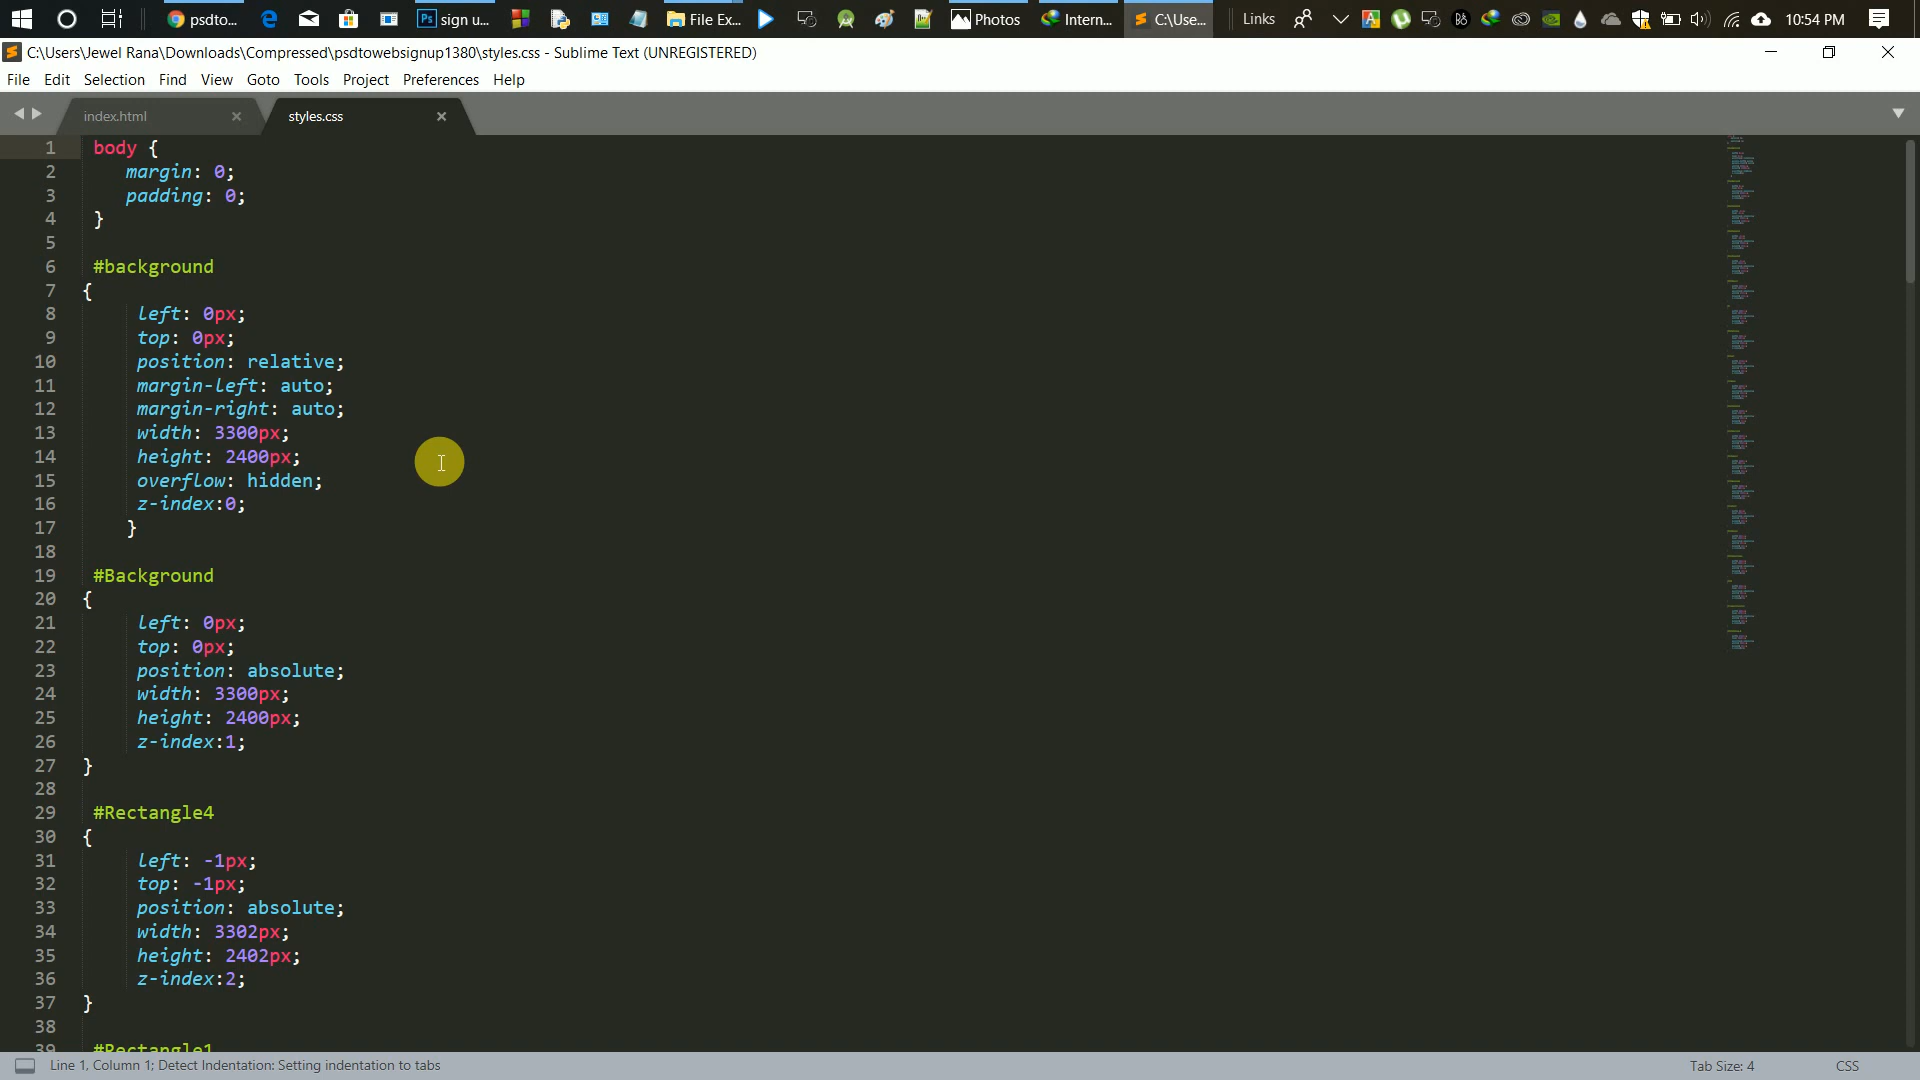 psdto...
Ps sign u...
File Ex...
Photos
Intern...
C:\Use...
Links
10:54 PM
C:\Users\Jewel Rana\Downloads\Compressed\psdtowebsignup1380\styles.css - Sublime Text (UNREGISTERED)
File Edit Selection Find View Goto Tools Project Preferences Help
index.html
styles.css
1 body {
2 margin: 0;
3 padding: 0;
4 }
5
6 #background
7 {
8 left: 0px;
9 top: 0px;
10 position: relative;
11 margin-left: auto;
12 margin-right: auto;
13 width: 3300px;
14 height: 2400px;
15 overflow: hidden;
16 z-index:0;
17 }
18
19 #Background
20 {
21 left: 0px;
22 top: 0px;
23 position: absolute;
24 width: 3300px;
25 height: 2400px;
26 z-index:1;
27 }
28
29 #Rectangle4
30 {
31 left: -1px;
32 top: -1px;
33 position: absolute;
34 width: 3302px;
35 height: 2402px;
36 z-index:2;
37 }
38
39 #Rectangle1
Line 1, Column 1; Detect Indentation: Setting indentation to tabs
Tab Size: 4
CSS